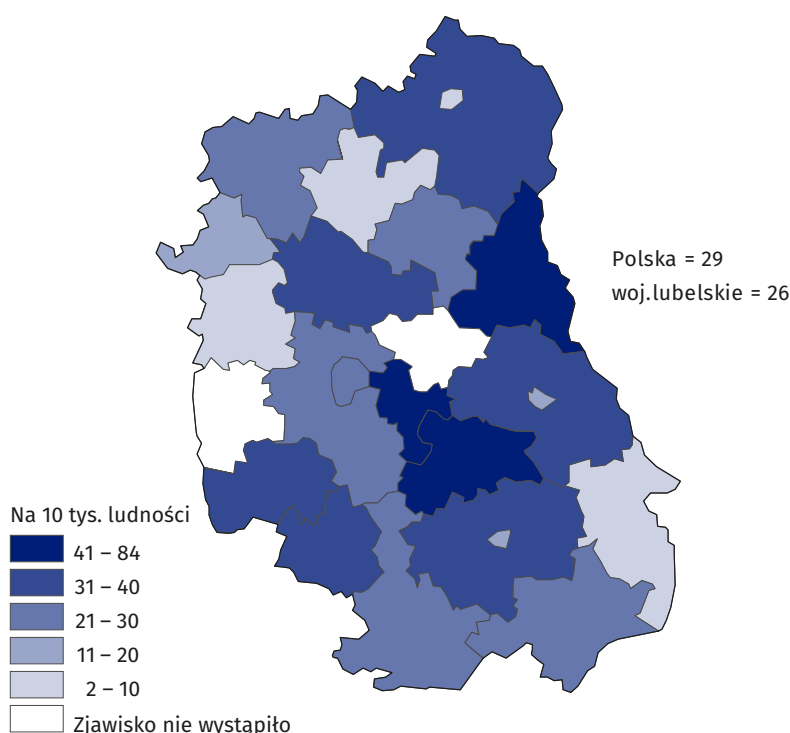 Polska = 29
woj.lubelskie = 26
Na 10 tys. ludności
41 – 84
31 – 40
21 – 30
11 – 20
2 – 10
Zjawisko nie wystąpiło